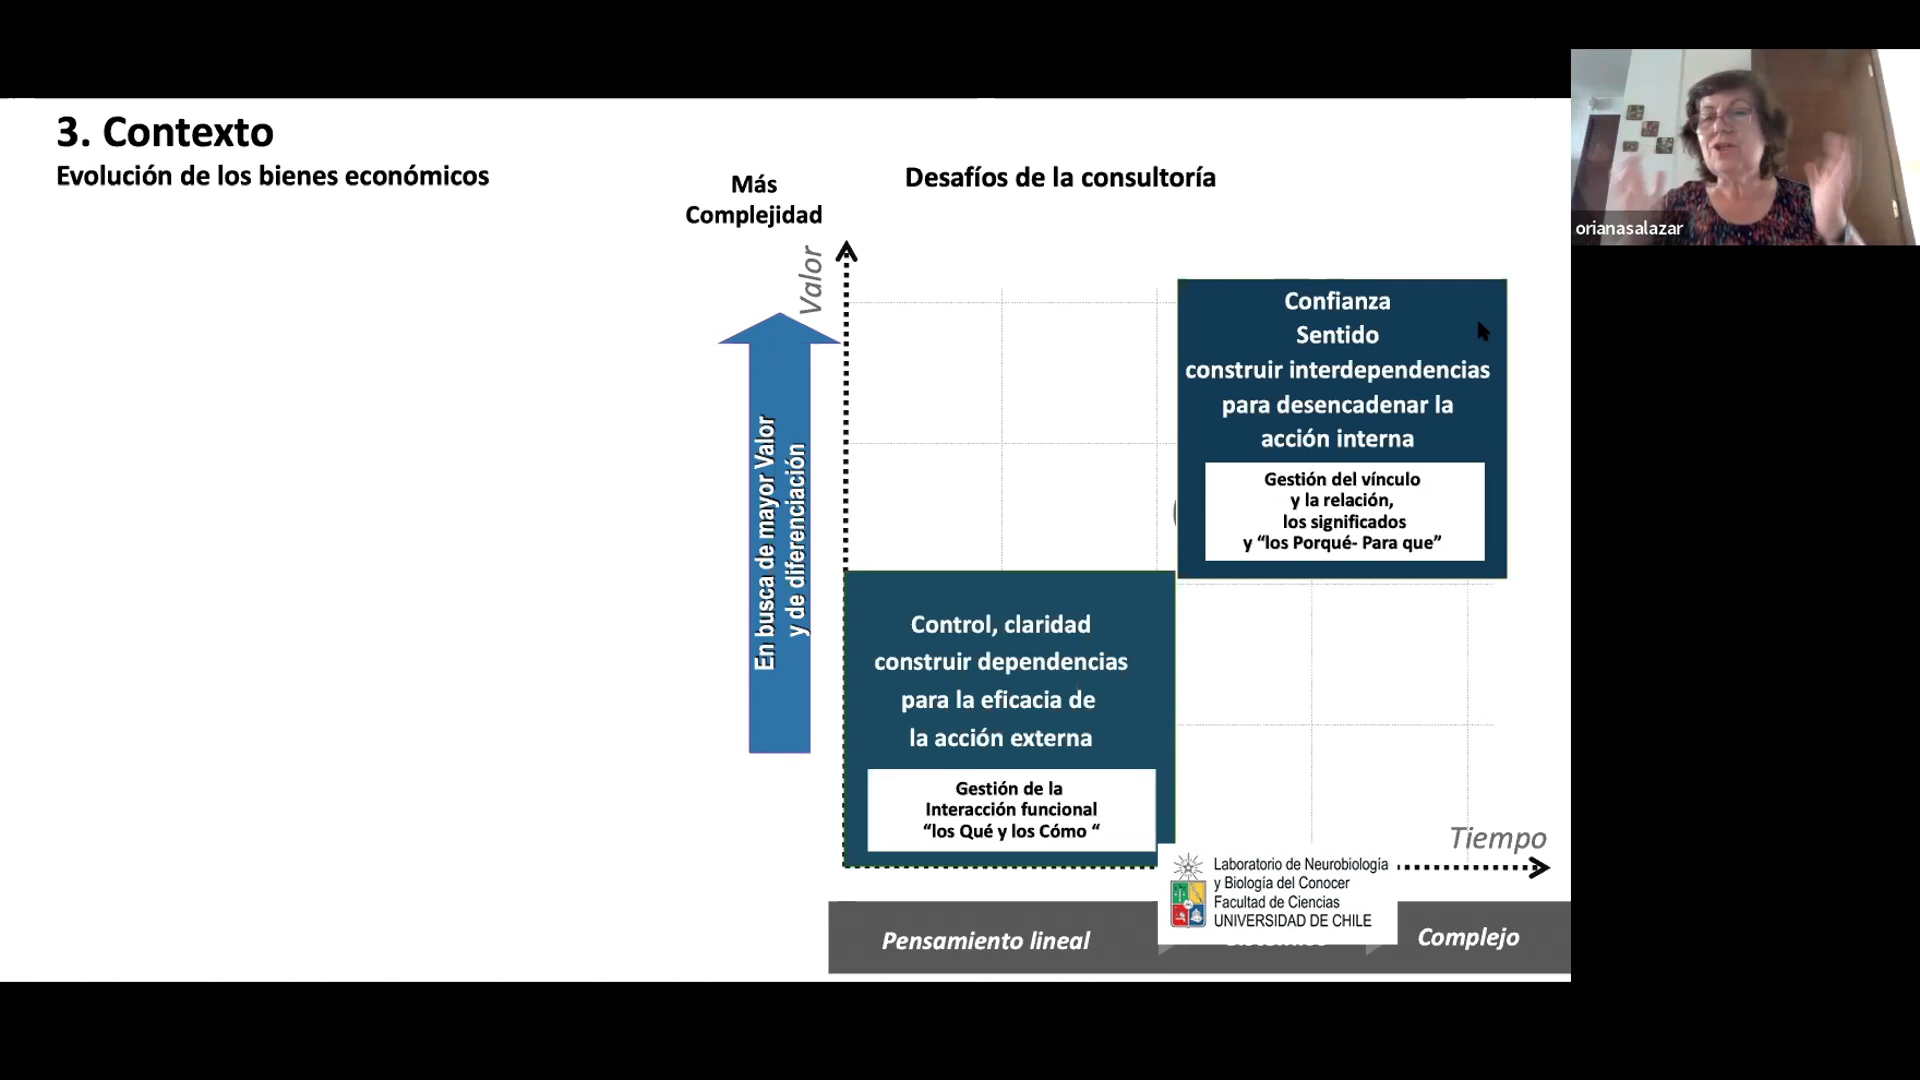 3. Contexto
Evolución de los bienes económicos
Más
Complejidad
Desafíos de la consultoría
Valor
En busca de mayor Valor
y de diferenciación
Confianza
Sentido
construir interdependencias
para desencadenar la
acción interna
Gestión del vínculo
y la relación,
los significados
y “los Porqué- Para que”
Control, claridad
construir dependencias
para la eficacia de
la acción externa
Gestión de la
Interacción funcional
“los Qué y los Cómo “
Tiempo
Laboratorio de Neurobiología
y Biología del Conocer
Facultad de Ciencias
UNIVERSIDAD DE CHILE
Pensamiento lineal
Complejo
orianasalazar